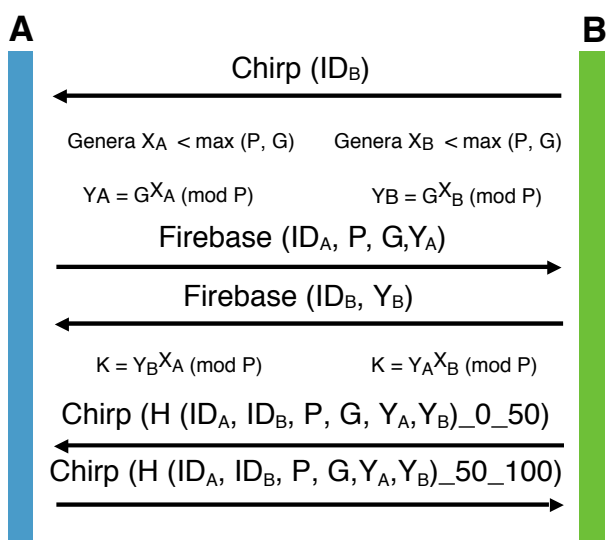 A B
Chirp (IDB)
Genera XA < max (P, G) Genera XB < max (P, G)
YA = GXA (mod P) YB = GXB (mod P)
Firebase (IDA, P, G,YA)
Firebase (IDB, YB)
K = YBXA (mod P) K = YAXB (mod P)
Chirp (H (IDA, IDB, P, G, YA,YB)_0_50)
Chirp (H (IDA, IDB, P, G,YA,YB)_50_100)